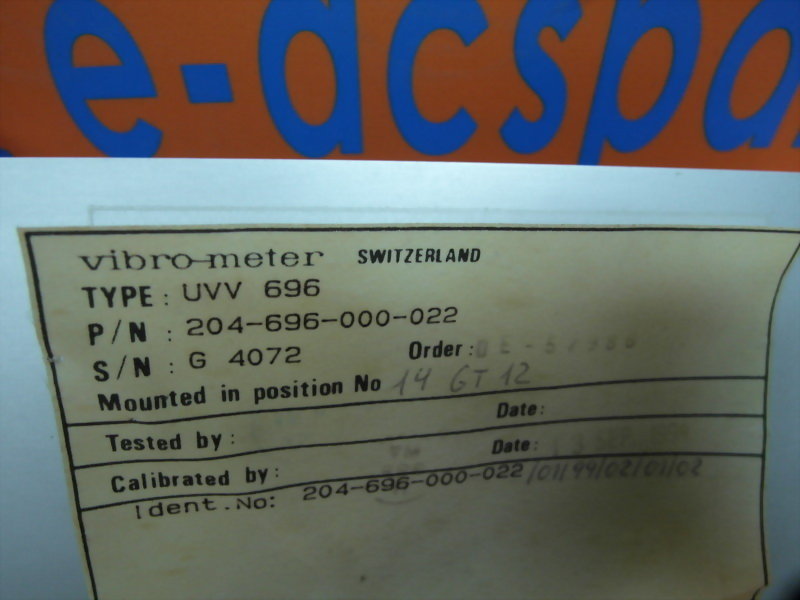 e-dcspa
vibro-meter SWITZERLAND
TYPE: UVV 696
P/N : 204-696-000-022
S/N : G 4072 Order:
Mounted in position No 14 GT 12
Date:
Tested by:
Date:
Calibrated by:
Ident.No: 204-696-000-022/01/99/02/01/02